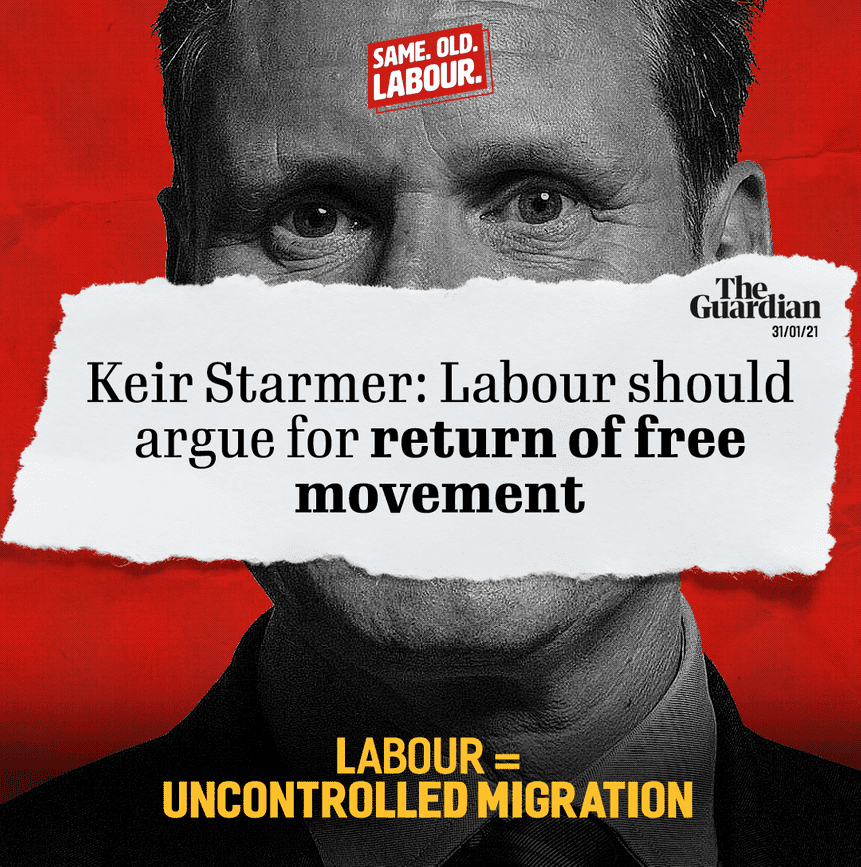 SAME. OLD.
LABOUR.
The
Guardian
31/01/21
Keir Starmer: Labour should
argue for return of free
movement
LABOUR =
UNCONTROLLED MIGRATION